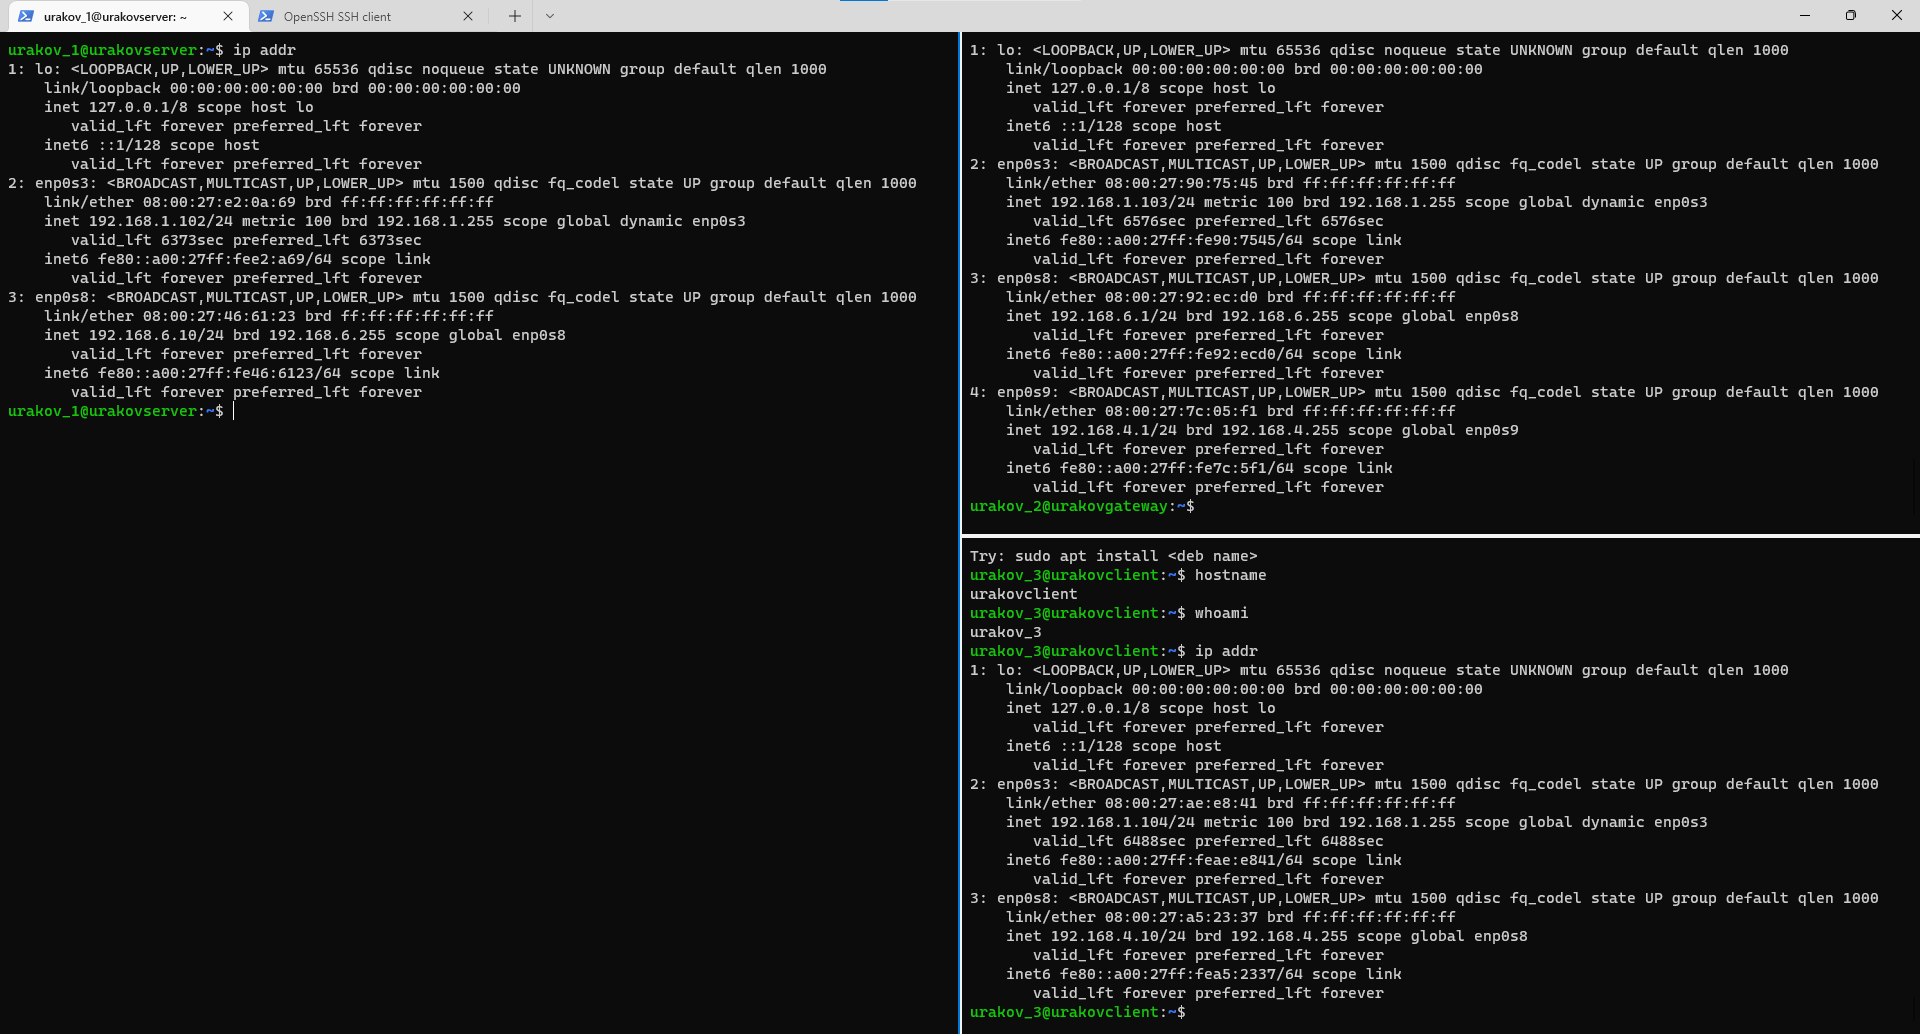 urakov_1@urakovserver: ~
OpenSSH SSH client
urakov_1@urakovserver:~$ ip addr
1: lo: <LOOPBACK,UP,LOWER_UP> mtu 65536 qdisc noqueue state UNKNOWN group default qlen 1000
    link/loopback 00:00:00:00:00:00 brd 00:00:00:00:00:00
    inet 127.0.0.1/8 scope host lo
       valid_lft forever preferred_lft forever
    inet6 ::1/128 scope host
       valid_lft forever preferred_lft forever
2: enp0s3: <BROADCAST,MULTICAST,UP,LOWER_UP> mtu 1500 qdisc fq_codel state UP group default qlen 1000
    link/ether 08:00:27:e2:0a:69 brd ff:ff:ff:ff:ff:ff
    inet 192.168.1.102/24 metric 100 brd 192.168.1.255 scope global dynamic enp0s3
       valid_lft 6373sec preferred_lft 6373sec
    inet6 fe80::a00:27ff:fee2:a69/64 scope link
       valid_lft forever preferred_lft forever
3: enp0s8: <BROADCAST,MULTICAST,UP,LOWER_UP> mtu 1500 qdisc fq_codel state UP group default qlen 1000
    link/ether 08:00:27:46:61:23 brd ff:ff:ff:ff:ff:ff
    inet 192.168.6.10/24 brd 192.168.6.255 scope global enp0s8
       valid_lft forever preferred_lft forever
    inet6 fe80::a00:27ff:fe46:6123/64 scope link
       valid_lft forever preferred_lft forever
urakov_1@urakovserver:~$
1: lo: <LOOPBACK,UP,LOWER_UP> mtu 65536 qdisc noqueue state UNKNOWN group default qlen 1000
    link/loopback 00:00:00:00:00:00 brd 00:00:00:00:00:00
    inet 127.0.0.1/8 scope host lo
       valid_lft forever preferred_lft forever
    inet6 ::1/128 scope host
       valid_lft forever preferred_lft forever
2: enp0s3: <BROADCAST,MULTICAST,UP,LOWER_UP> mtu 1500 qdisc fq_codel state UP group default qlen 1000
    link/ether 08:00:27:90:75:45 brd ff:ff:ff:ff:ff:ff
    inet 192.168.1.103/24 metric 100 brd 192.168.1.255 scope global dynamic enp0s3
       valid_lft 6576sec preferred_lft 6576sec
    inet6 fe80::a00:27ff:fe90:7545/64 scope link
       valid_lft forever preferred_lft forever
3: enp0s8: <BROADCAST,MULTICAST,UP,LOWER_UP> mtu 1500 qdisc fq_codel state UP group default qlen 1000
    link/ether 08:00:27:92:ec:d0 brd ff:ff:ff:ff:ff:ff
    inet 192.168.6.1/24 brd 192.168.6.255 scope global enp0s8
       valid_lft forever preferred_lft forever
    inet6 fe80::a00:27ff:fe92:ecd0/64 scope link
       valid_lft forever preferred_lft forever
4: enp0s9: <BROADCAST,MULTICAST,UP,LOWER_UP> mtu 1500 qdisc fq_codel state UP group default qlen 1000
    link/ether 08:00:27:7c:05:f1 brd ff:ff:ff:ff:ff:ff
    inet 192.168.4.1/24 brd 192.168.4.255 scope global enp0s9
       valid_lft forever preferred_lft forever
    inet6 fe80::a00:27ff:fe7c:5f1/64 scope link
       valid_lft forever preferred_lft forever
urakov_2@urakovgateway:~$
Try: sudo apt install <deb name>
urakov_3@urakovclient:~$ hostname
urakovclient
urakov_3@urakovclient:~$ whoami
urakov_3
urakov_3@urakovclient:~$ ip addr
1: lo: <LOOPBACK,UP,LOWER_UP> mtu 65536 qdisc noqueue state UNKNOWN group default qlen 1000
    link/loopback 00:00:00:00:00:00 brd 00:00:00:00:00:00
    inet 127.0.0.1/8 scope host lo
       valid_lft forever preferred_lft forever
    inet6 ::1/128 scope host
       valid_lft forever preferred_lft forever
2: enp0s3: <BROADCAST,MULTICAST,UP,LOWER_UP> mtu 1500 qdisc fq_codel state UP group default qlen 1000
    link/ether 08:00:27:ae:e8:41 brd ff:ff:ff:ff:ff:ff
    inet 192.168.1.104/24 metric 100 brd 192.168.1.255 scope global dynamic enp0s3
       valid_lft 6488sec preferred_lft 6488sec
    inet6 fe80::a00:27ff:feae:e841/64 scope link
       valid_lft forever preferred_lft forever
3: enp0s8: <BROADCAST,MULTICAST,UP,LOWER_UP> mtu 1500 qdisc fq_codel state UP group default qlen 1000
    link/ether 08:00:27:a5:23:37 brd ff:ff:ff:ff:ff:ff
    inet 192.168.4.10/24 brd 192.168.4.255 scope global enp0s8
       valid_lft forever preferred_lft forever
    inet6 fe80::a00:27ff:fea5:2337/64 scope link
       valid_lft forever preferred_lft forever
urakov_3@urakovclient:~$